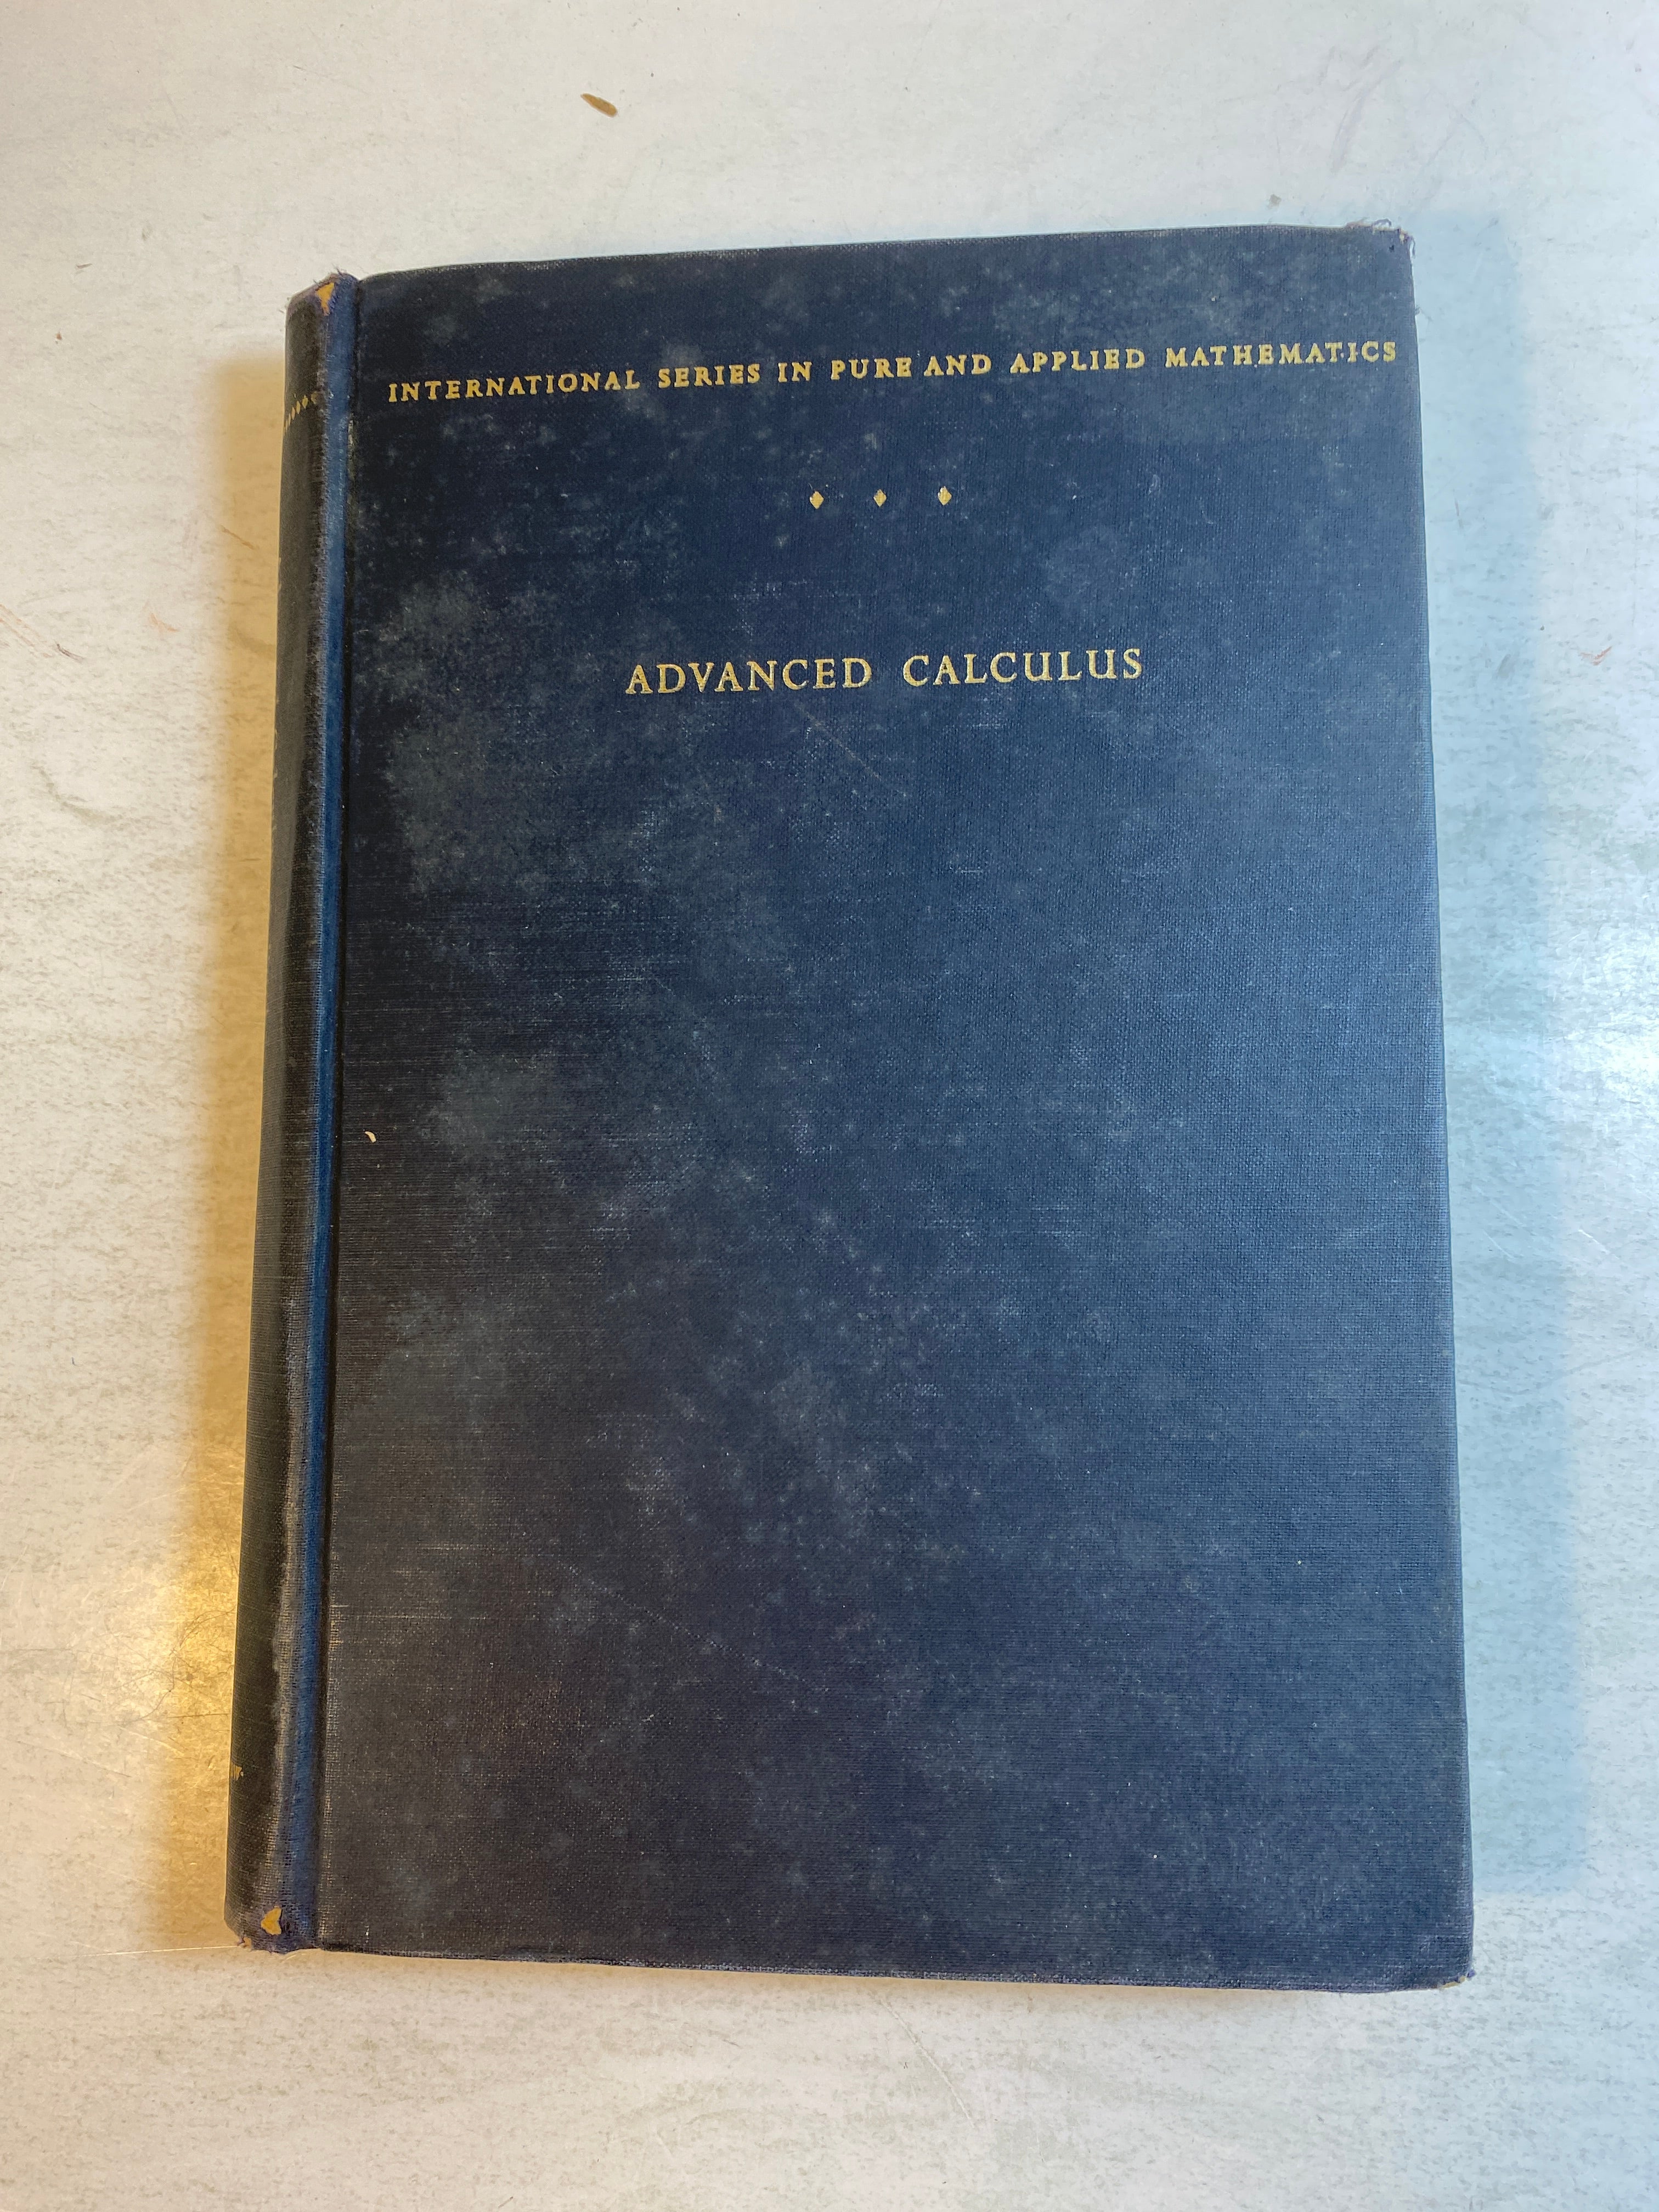 INTERNATIONAL SERIES IN PURE AND APPLIED MATHEMATICS
ADVANCED CALCULUS